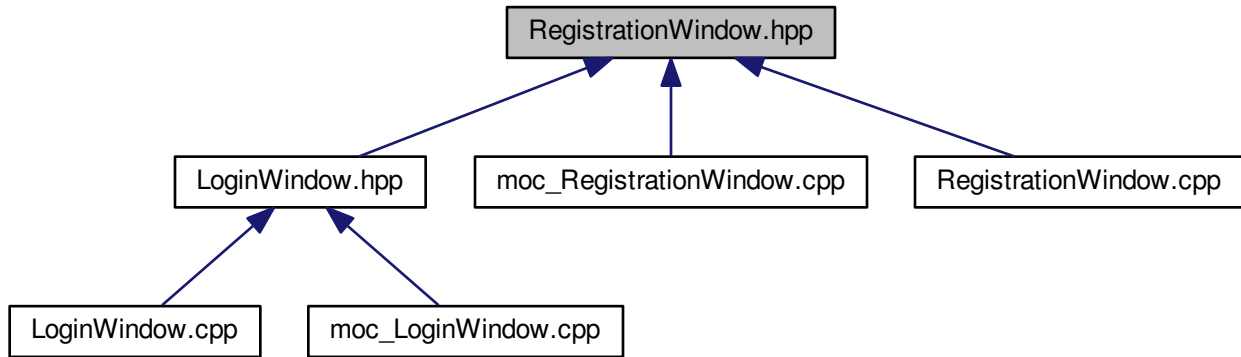 RegistrationWindow.hpp
LoginWindow.hpp
moc_RegistrationWindow.cpp
RegistrationWindow.cpp
LoginWindow.cpp
moc_LoginWindow.cpp